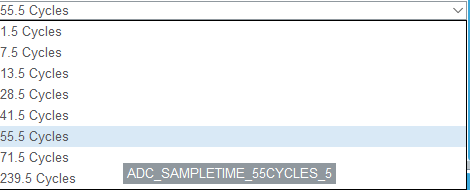 55.5 Cycles
1.5 Cycles
7.5 Cycles
13.5 Cycles
28.5 Cycles
41.5 Cycles
55.5 Cycles
71.5 Cycles
239.5 Cycles
ADC_SAMPLETIME_55CYCLES_5